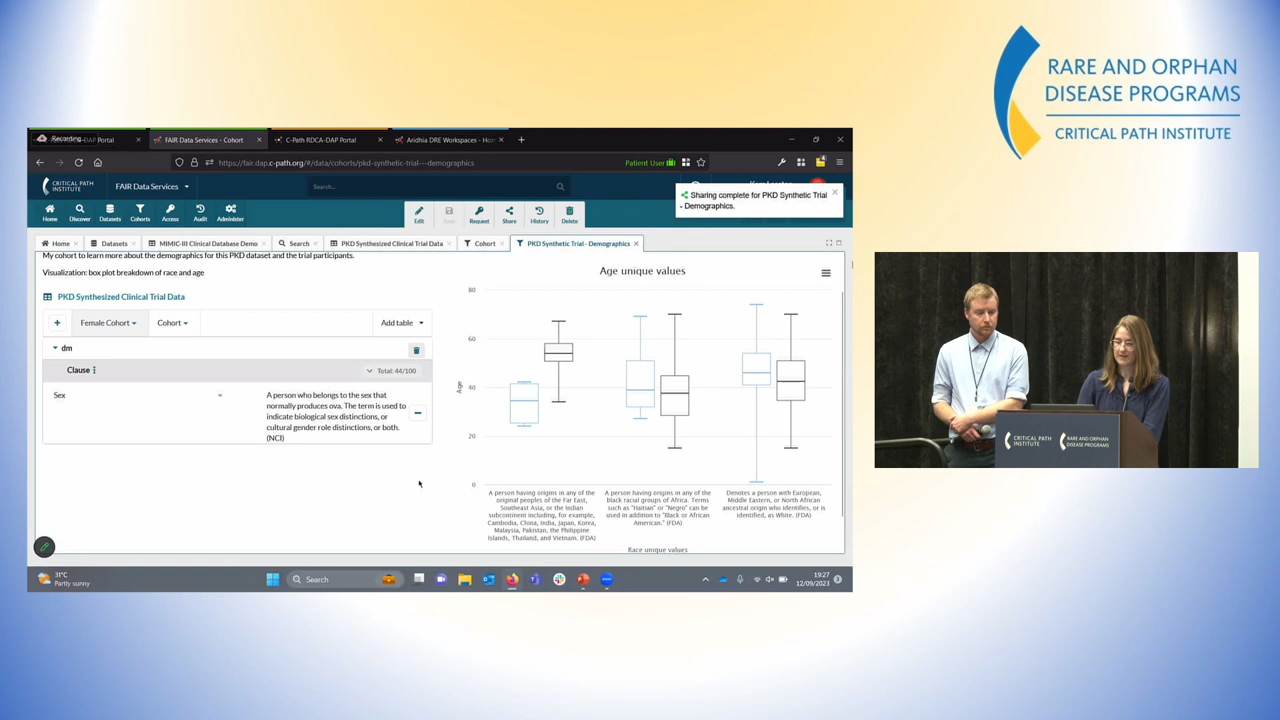 RARE AND ORPHAN
DISEASE PROGRAMS
CRITICAL PATH INSTITUTE
Recording...
DAP Portal
FAIR Data Services - Cohort
C-Path RDCA-DAP Portal
Aridhia DRE Workspaces - Hom
https://fair.dap.c-path.org/#/data/cohorts/pkd-synthetic-trial---demographics
Patient User
CRITICAL PATH
INSTITUTE
FAIR Data Services
Search...
Sharing complete for PKD Synthetic Trial
- Demographics.
Home Discover Datasets Cohorts Access Audit Administer
Edit Request Share History Delete
Home Datasets MIMIC-III Clinical Database Demo Search PKD Synthesized Clinical Trial Data Cohort PKD Synthetic Trial - Demographics
My cohort to learn more about the demographics for this PKD dataset and the trial participants.
Visualization: box plot breakdown of race and age
PKD Synthesized Clinical Trial Data
+ Female Cohort Cohort Add table
dm
Clause Total: 44/100
Sex
=
A person who belongs to the sex that
normally produces ova. The term is used to
indicate biological sex distinctions, or
cultural gender role distinctions, or both.
(NCI)
Age unique values
80
60
40
20
0
Age
A person having origins in any of the
original peoples of the Far East,
Southeast Asia, or the Indian
subcontinent including, for example,
Cambodia, China, India, Japan, Korea,
Malaysia, Pakistan, the Philippine
Islands, Thailand, and Vietnam. (FDA)
A person having origins in any of the
black racial groups of Africa. Terms
such as "Haitian" or "Negro" can be
used in addition to "Black or African
American." (FDA)
Denotes a person with European,
Middle Eastern, or North African
ancestral origin who identifies, or is
identified, as White. (FDA)
Race unique values
31°C
Partly sunny
Search
19:27
12/09/2023
CRITICAL PATH
INSTITUTE
RARE AND ORPHAN
DISEASE PROGRAMS